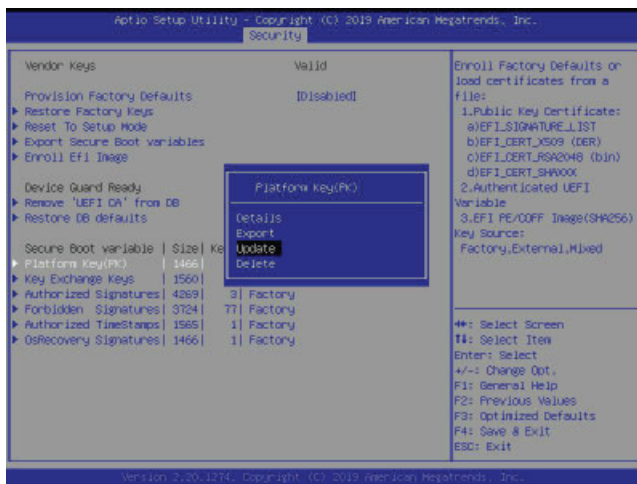 Aptio Setup Utility - Copyright (C) 2019 American Megatrends, Inc.
Security
Vendor Keys Valid
Provision Factory Defaults [Disabled]
Restore Factory Keys
Reset To Setup Mode
Export Secure Boot variables
Enroll Efi Image
Device Guard Ready
Remove 'UEFI CA' from DB
Restore DB defaults
Secure Boot variable | Size| Ke
Platform Key(PK) | 1466|
Key Exchange Keys | 1560|
Authorized Signatures| 4269| 3| Factory
Forbidden Signatures| 3724| 77| Factory
Authorized TimeStamps| 1565| 1| Factory
OsRecovery Signatures| 1466| 1| Factory
Platform Key(PK)
Details
Export
Update
Delete
Enroll Factory Defaults or
load certificates from a
file:
1.Public Key Certificate:
a)EFI_SIGNATURE_LIST
b)EFI_CERT_X509 (DER)
c)EFI_CERT_RSA2048 (bin)
d)EFI_CERT_SHAXXX
2.Authenticated UEFI
Variable
3.EFI PE/COFF Image(SHA256)
Key Source:
Factory,External,Mixed
→←: Select Screen
↑↓: Select Item
Enter: Select
+/-: Change Opt.
F1: General Help
F2: Previous Values
F3: Optimized Defaults
F4: Save & Exit
ESC: Exit
Version 2.20.1274. Copyright (C) 2019 American Megatrends, Inc.